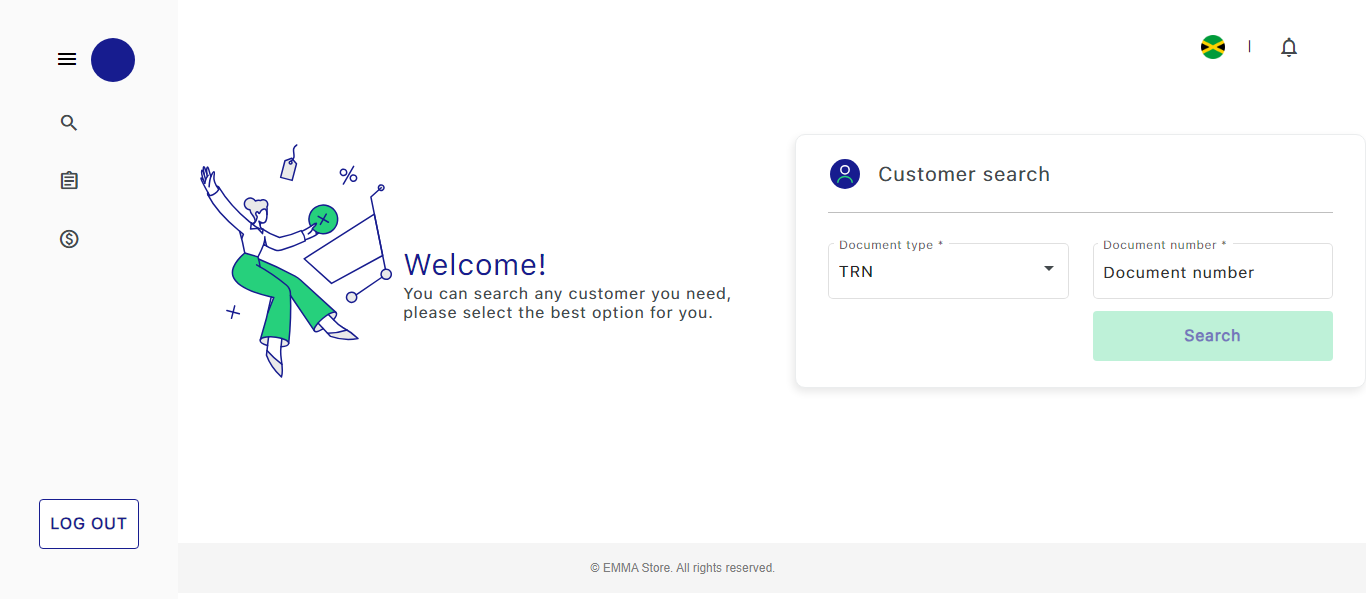 Customer search
Document type *
Document number *
TRN
Document number
Welcome!
You can search any customer you need,
please select the best option for you.
Search
LOG OUT
© EMMA Store. All rights reserved.